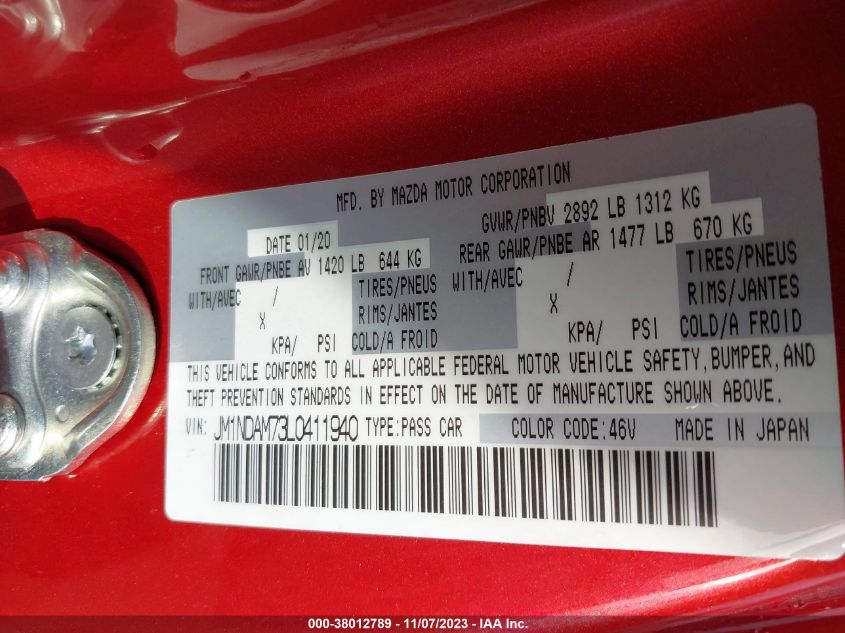 MFD. BY MAZDA MOTOR CORPORATION
DATE 01/20
GVWR/PNBV 2892 LB 1312 KG
FRONT GAWR/PNBE AV 1420 LB 644 KG
REAR GAWR/PNBE AR 1477 LB 670 KG
WITH/AVEC / TIRES/PNEUS
WITH/AVEC / TIRES/PNEUS
X RIMS/JANTES
X RIMS/JANTES
KPA/ PSI COLD/A FROID
KPA/ PSI COLD/A FROID
THIS VEHICLE CONFORMS TO ALL APPLICABLE FEDERAL MOTOR VEHICLE SAFETY, BUMPER, AND
THEFT PREVENTION STANDARDS IN EFFECT ON THE DATE OF MANUFACTURE SHOWN ABOVE.
VIN: JM1NDAM73L0411940 TYPE:PASS CAR COLOR CODE:46V MADE IN JAPAN
000-38012789 - 11/07/2023 - IAA Inc.